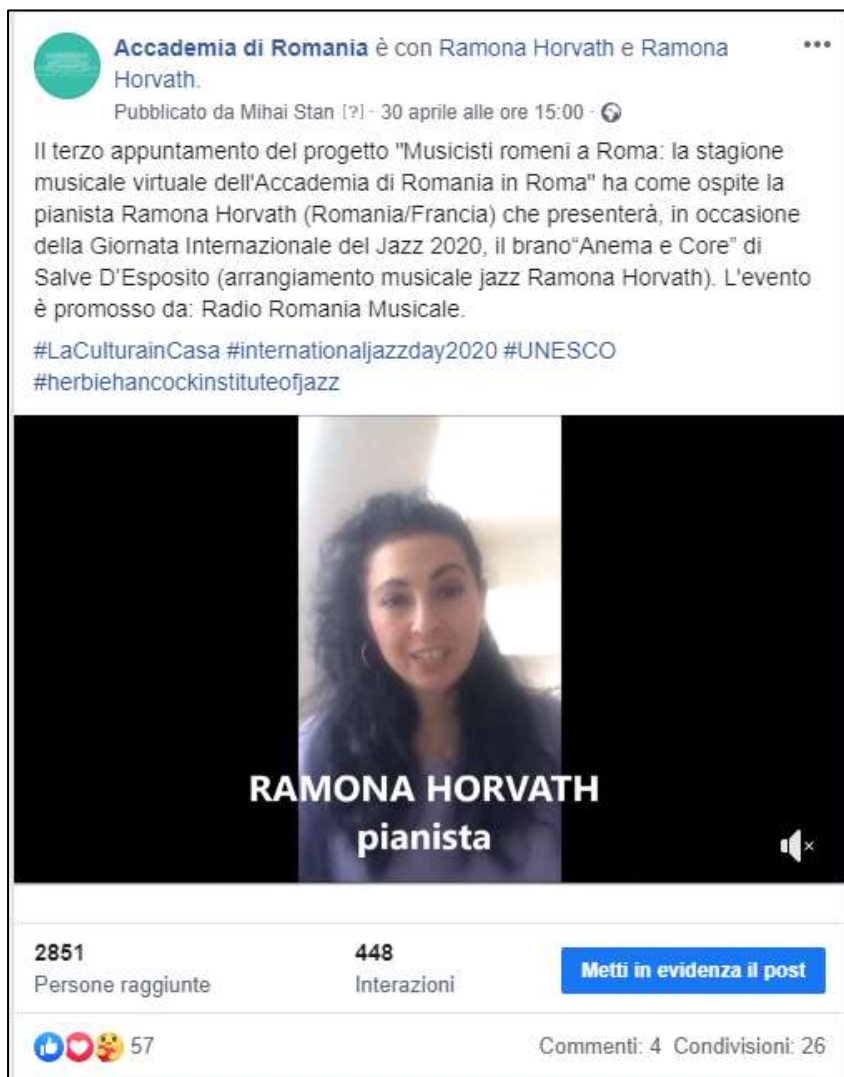 Accademia di Romania è con Ramona Horvath e Ramona
Horvath.
Pubblicato da Mihai Stan [?] · 30 aprile alle ore 15:00 ·
Il terzo appuntamento del progetto "Musicisti romeni a Roma: la stagione
musicale virtuale dell'Accademia di Romania in Roma" ha come ospite la
pianista Ramona Horvath (Romania/Francia) che presenterà, in occasione
della Giornata Internazionale del Jazz 2020, il brano“Anema e Core” di
Salve D’Esposito (arrangiamento musicale jazz Ramona Horvath). L'evento
è promosso da: Radio Romania Musicale.
#LaCulturainCasa #internationaljazzday2020 #UNESCO
#herbiehancockinstituteofjazz
RAMONA HORVATH
pianista
2851 448
Persone raggiunte Interazioni Metti in evidenza il post
57 Commenti: 4 Condivisioni: 26